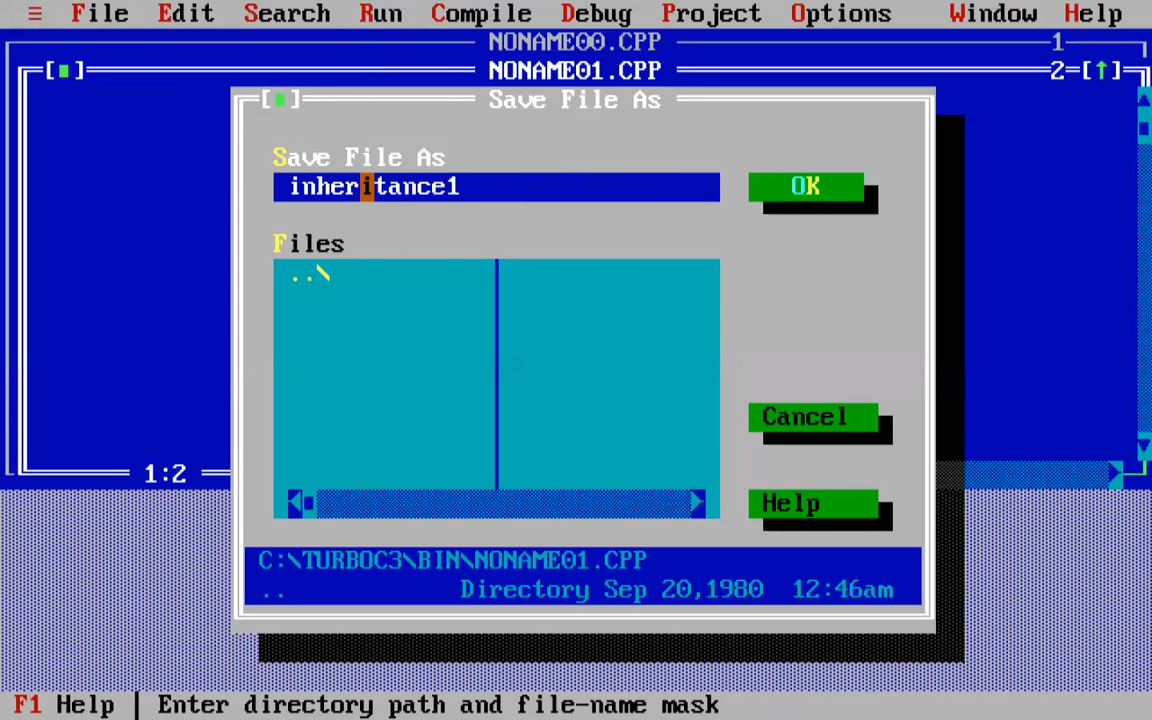 ≡ File Edit Search Run Compile Debug Project Options Window Help
NONAME00.CPP 1
[■] NONAME01.CPP 2=[↑]
[■] Save File As
Save File As
inheritance1 OK
Files
..\
Cancel
1:2
Help
C:\TURBOC3\BIN\NONAME01.CPP
.. Directory Sep 20,1980 12:46am
F1 Help | Enter directory path and file-name mask